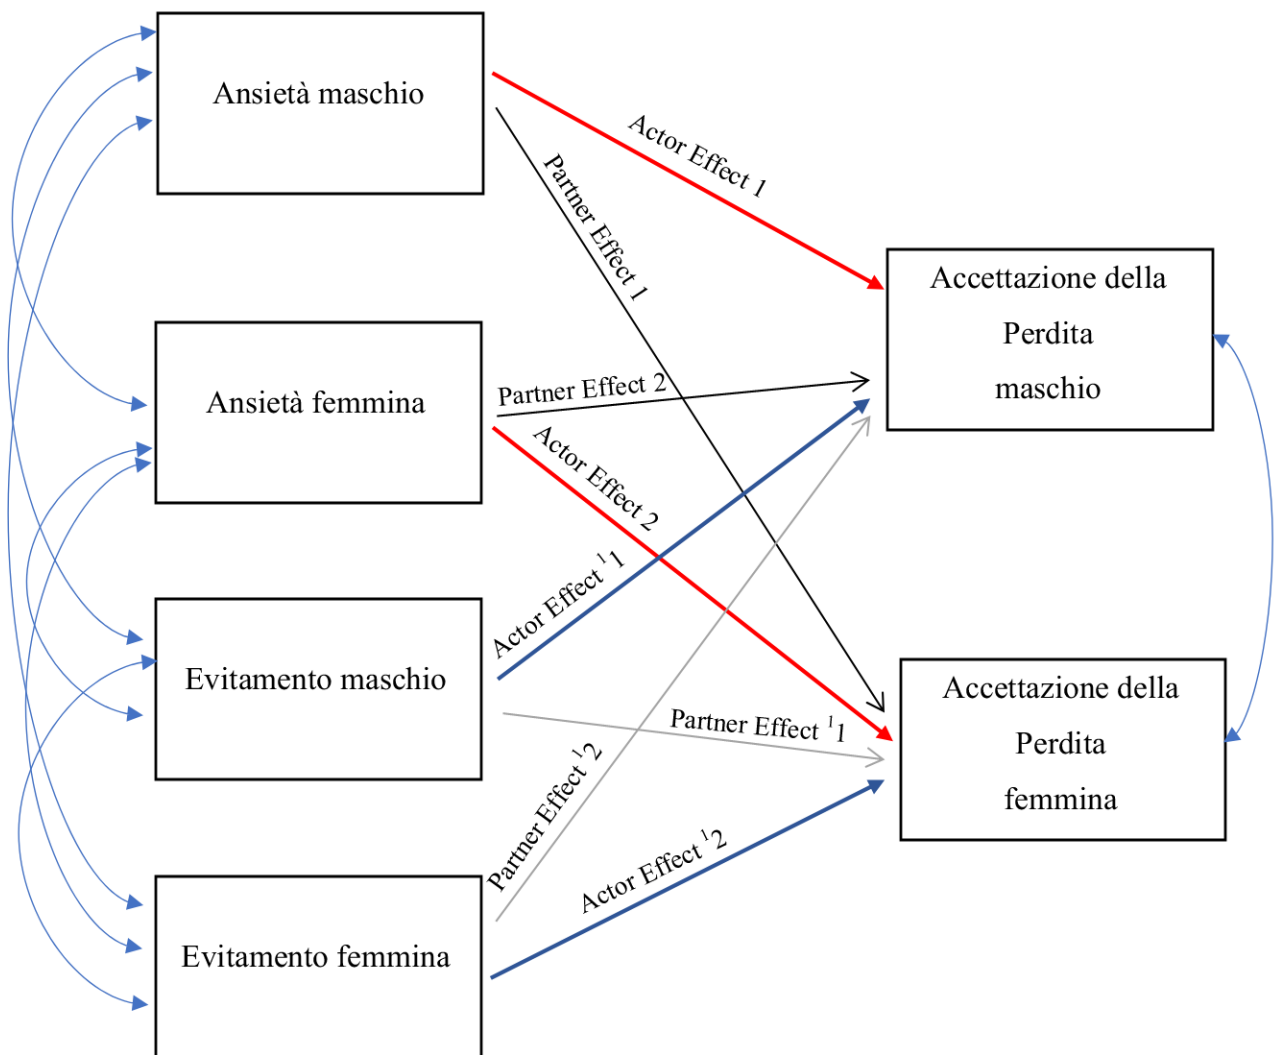 Ansietà maschio
Actor Effect 1
Partner Effect 1
Accettazione della
Perdita
maschio
Ansietà femmina
Partner Effect 2
Actor Effect 2
Actor Effect ¹1
Evitamento maschio
Partner Effect ¹1
Accettazione della
Perdita
femmina
Partner Effect ¹2
Actor Effect ¹2
Evitamento femmina